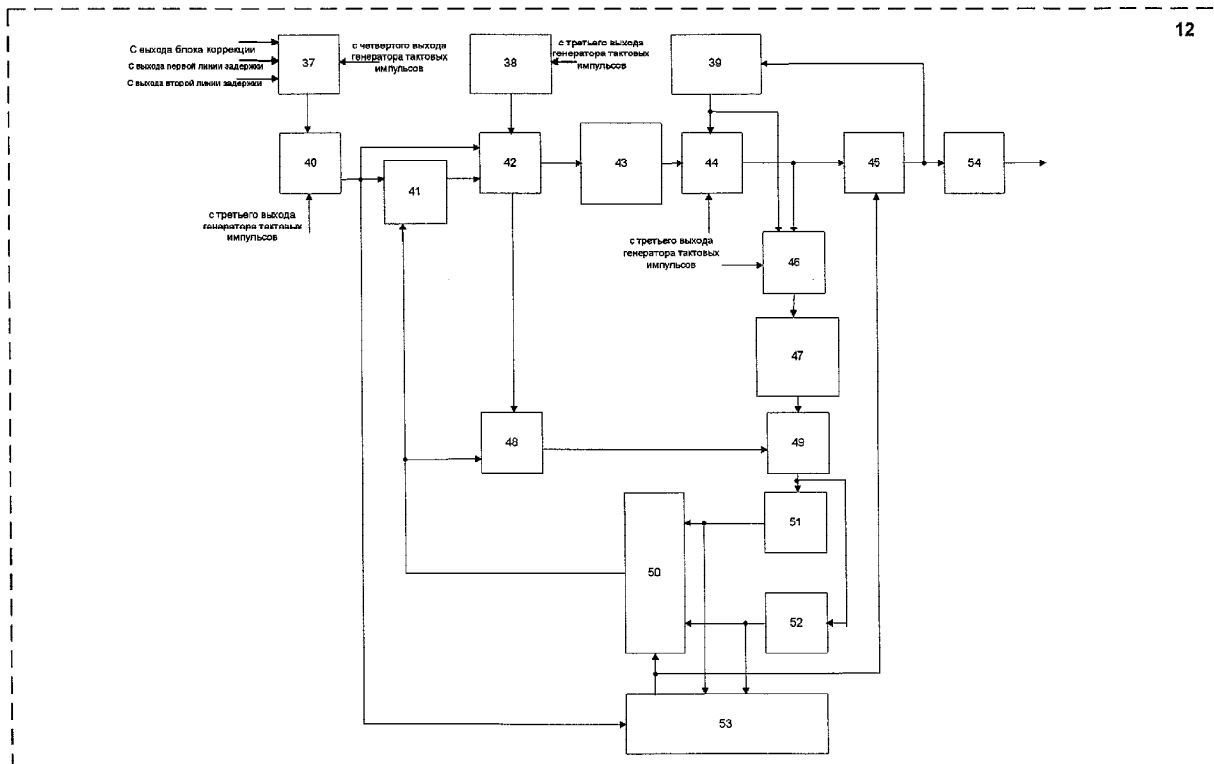 12
С выхода блока коррекции
С выхода первой линии задержки
С выхода второй линии задержки
37
с четвертого выхода
генератора тактовых
импульсов
38
с третьего выхода
генератора тактовых
импульсов
39
40
41
42
43
44
45
54
с третьего выхода
генератора тактовых
импульсов
с третьего выхода
генератора тактовых
импульсов
46
47
48
49
50
51
52
53